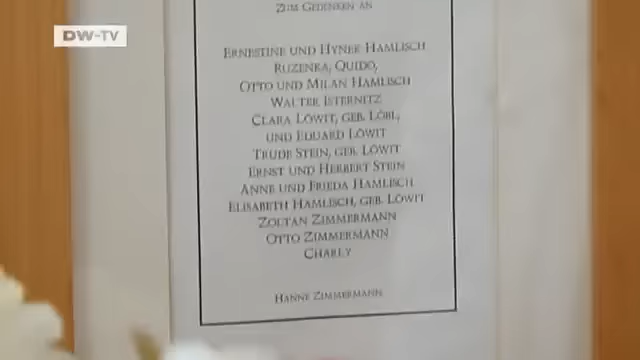 DW-TV
ZUM GEDENKEN AN
ERNESTINE UND HYNEK HAMLISCH
RUZENKA, QUIDO,
OTTO UND MILAN HAMLISCH
WALTER ISTERNITZ
CLARA LÖWIT, GEB. LÖBL,
UND EDUARD LÖWIT
TRUDE STEIN, GEB. LÖWIT
ERNST UND HERBERT STEIN
ANNE UND FRIEDA HAMLISCH
ELISABETH HAMLISCH, GEB. LÖWIT
ZOLTAN ZIMMERMANN
OTTO ZIMMERMANN
CHARLY
HANNE ZIMMERMANN